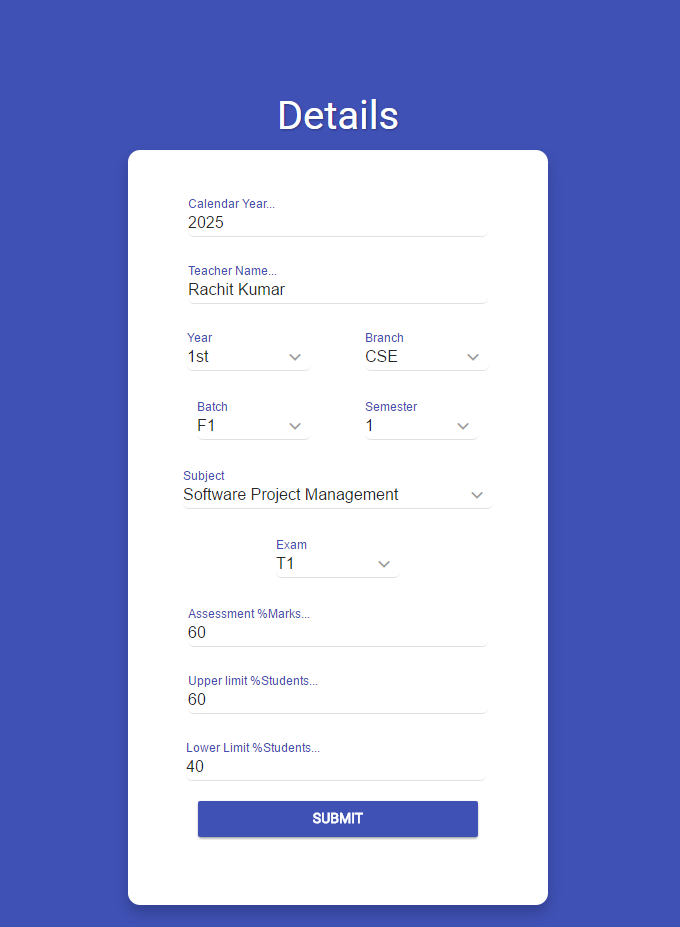 Details
Calendar Year...
2025
Teacher Name...
Rachit Kumar
Year Branch
1st CSE
Batch Semester
F1 1
Subject
Software Project Management
Exam
T1
Assessment %Marks...
60
Upper limit %Students...
60
Lower Limit %Students...
40
SUBMIT